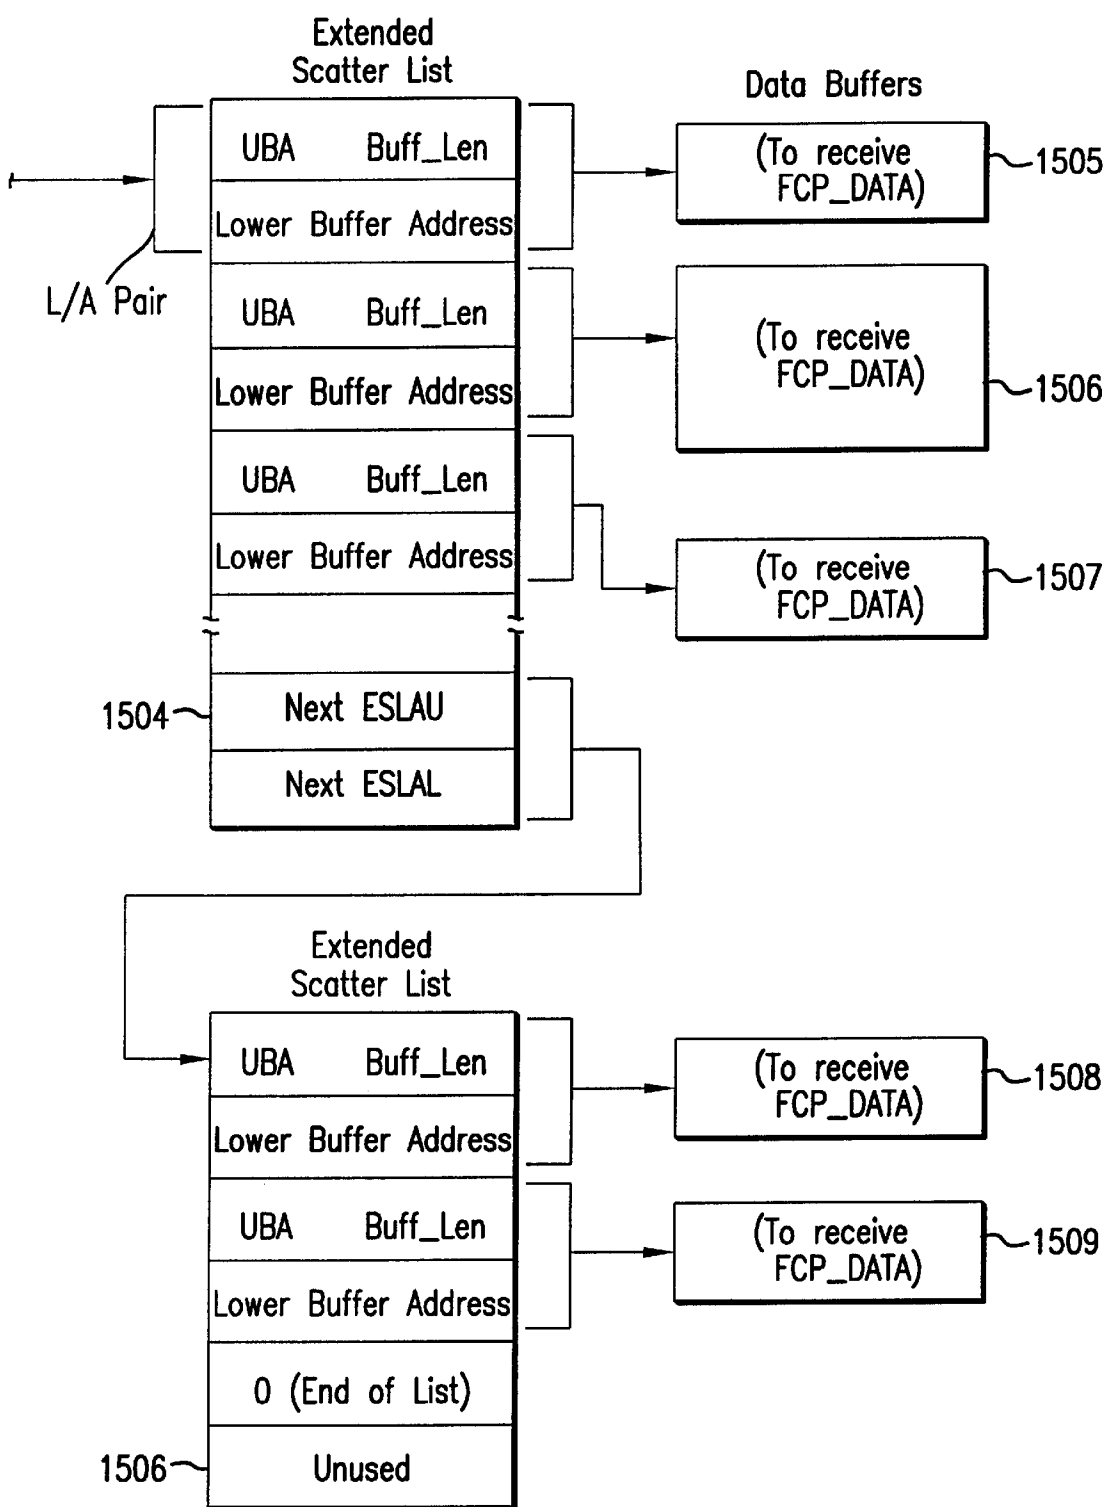 Extended
Scatter List
Data Buffers
UBA Buff_Len
(To receive
FCP_DATA)
1505
Lower Buffer Address
L/A Pair
UBA Buff_Len
(To receive
FCP_DATA)
1506
Lower Buffer Address
UBA Buff_Len
Lower Buffer Address
(To receive
FCP_DATA)
1507
1504
Next ESLAU
Next ESLAL
Extended
Scatter List
UBA Buff_Len
(To receive
FCP_DATA)
1508
Lower Buffer Address
UBA Buff_Len
(To receive
FCP_DATA)
1509
Lower Buffer Address
0 (End of List)
1506
Unused